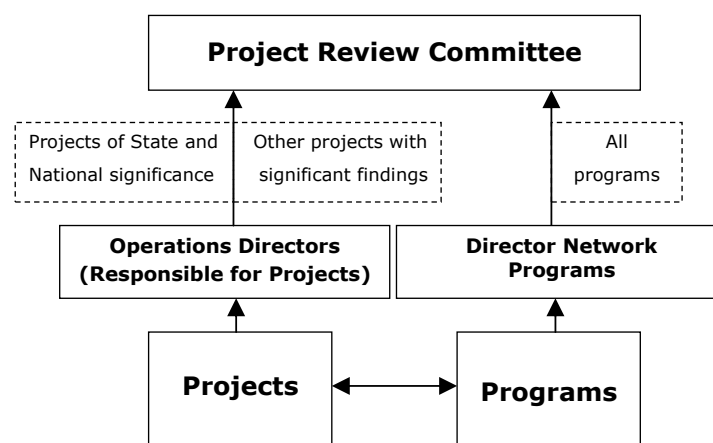 Project Review Committee
Projects of State and
National significance
Other projects with
significant findings
All
programs
Operations Directors
(Responsible for Projects)
Director Network
Programs
Projects
Programs